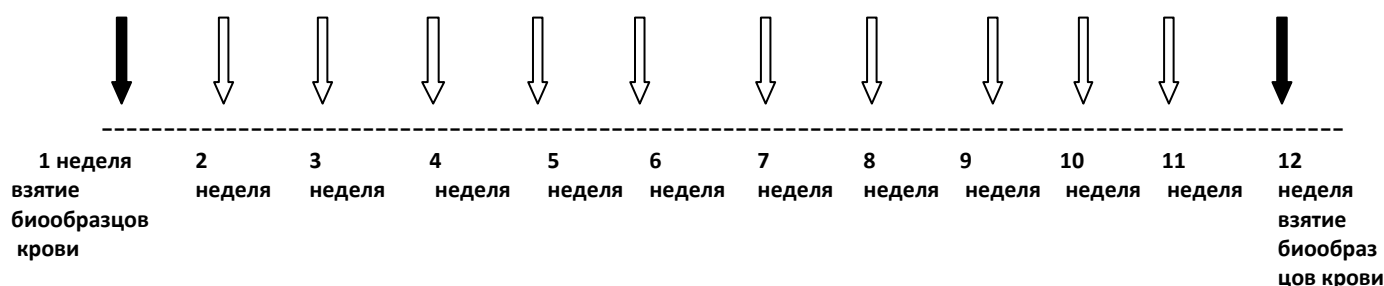 1 неделя
взятие
биообразцов
крови
2
неделя
3
неделя
4
неделя
5
неделя
6
неделя
7
неделя
8
неделя
9
неделя
10
неделя
11
неделя
12
неделя
взятие
биообраз
цов крови